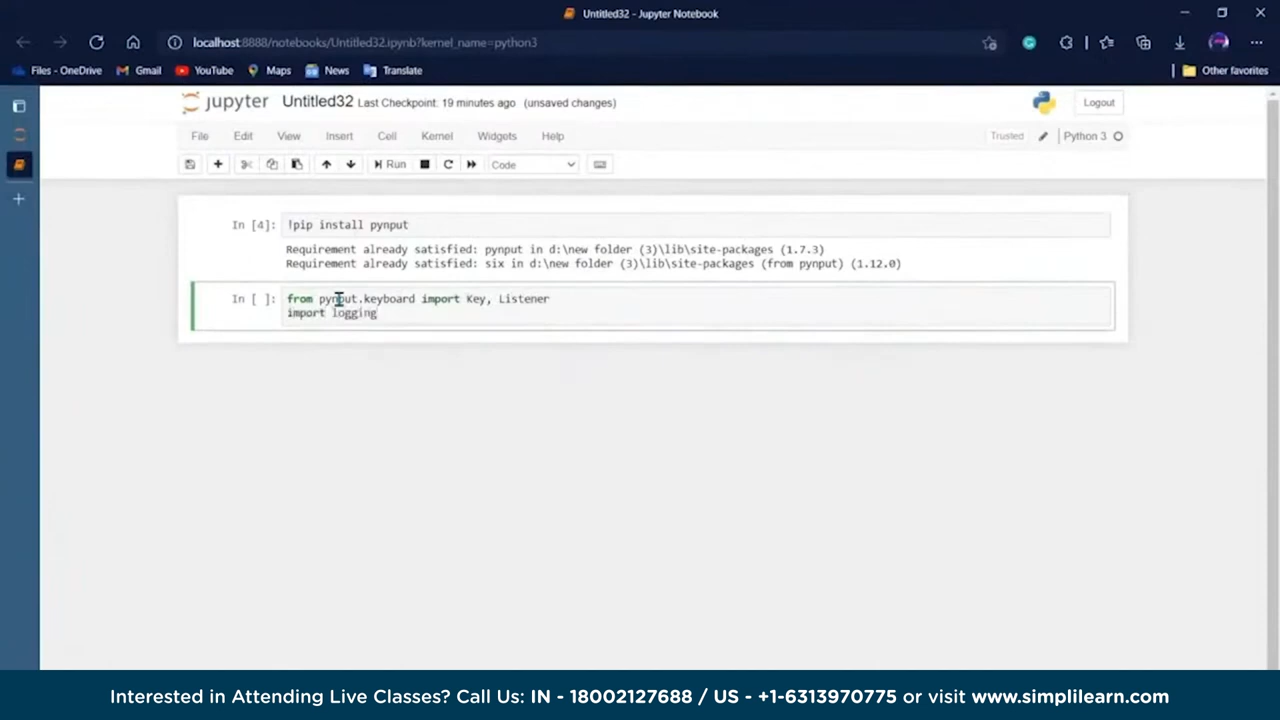 Untitled32 - Jupyter Notebook
localhost:8888/notebooks/Untitled32.ipynb?kernel_name=python3
Files - OneDrive Gmail YouTube Maps News Translate Other favorites
jupyter Untitled32 Last Checkpoint: 19 minutes ago (unsaved changes) Logout
File Edit View Insert Cell Kernel Widgets Help Trusted Python 3
Run Code
In [4]: !pip install pynput
Requirement already satisfied: pynput in d:\new folder (3)\lib\site-packages (1.7.3)
Requirement already satisfied: six in d:\new folder (3)\lib\site-packages (from pynput) (1.12.0)
In [ ]: from pynput.keyboard import Key, Listener
import logging
Interested in Attending Live Classes? Call Us: IN - 18002127688 / US - +1-6313970775 or visit www.simplilearn.com